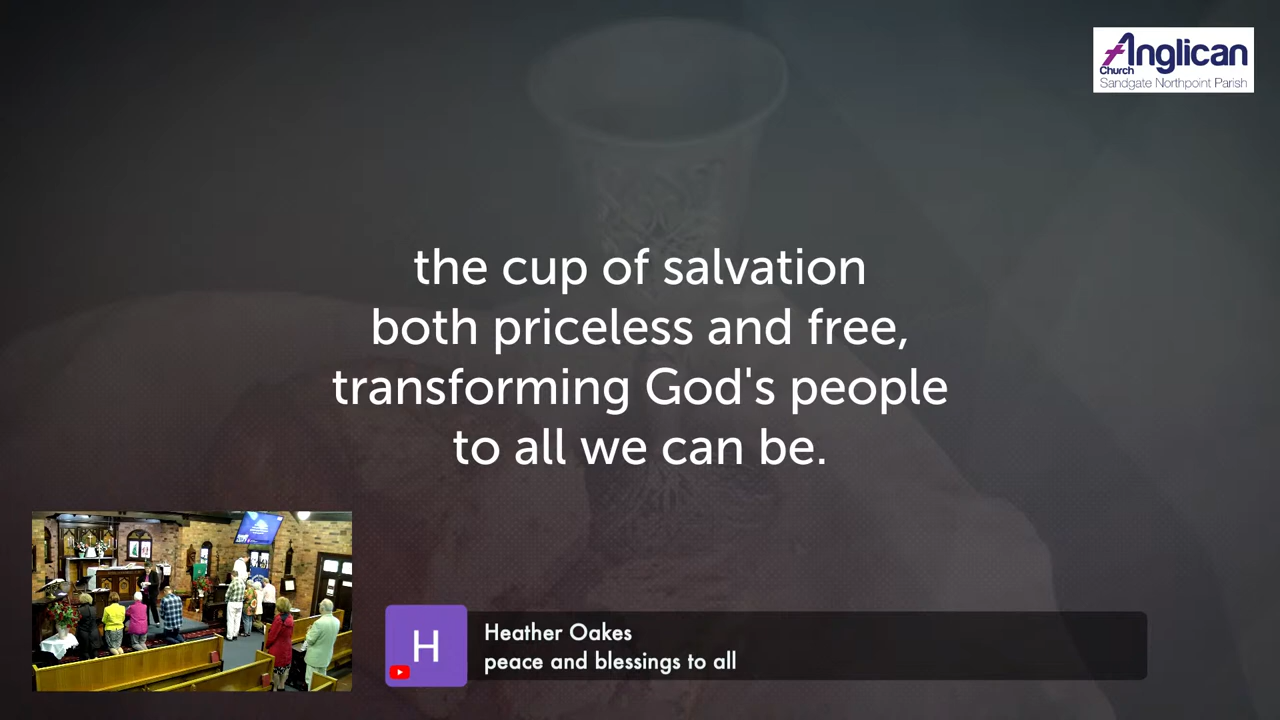 Anglican
Church
Sandgate Northpoint Parish
the cup of salvation
both priceless and free,
transforming God's people
to all we can be.
H
Heather Oakes
peace and blessings to all